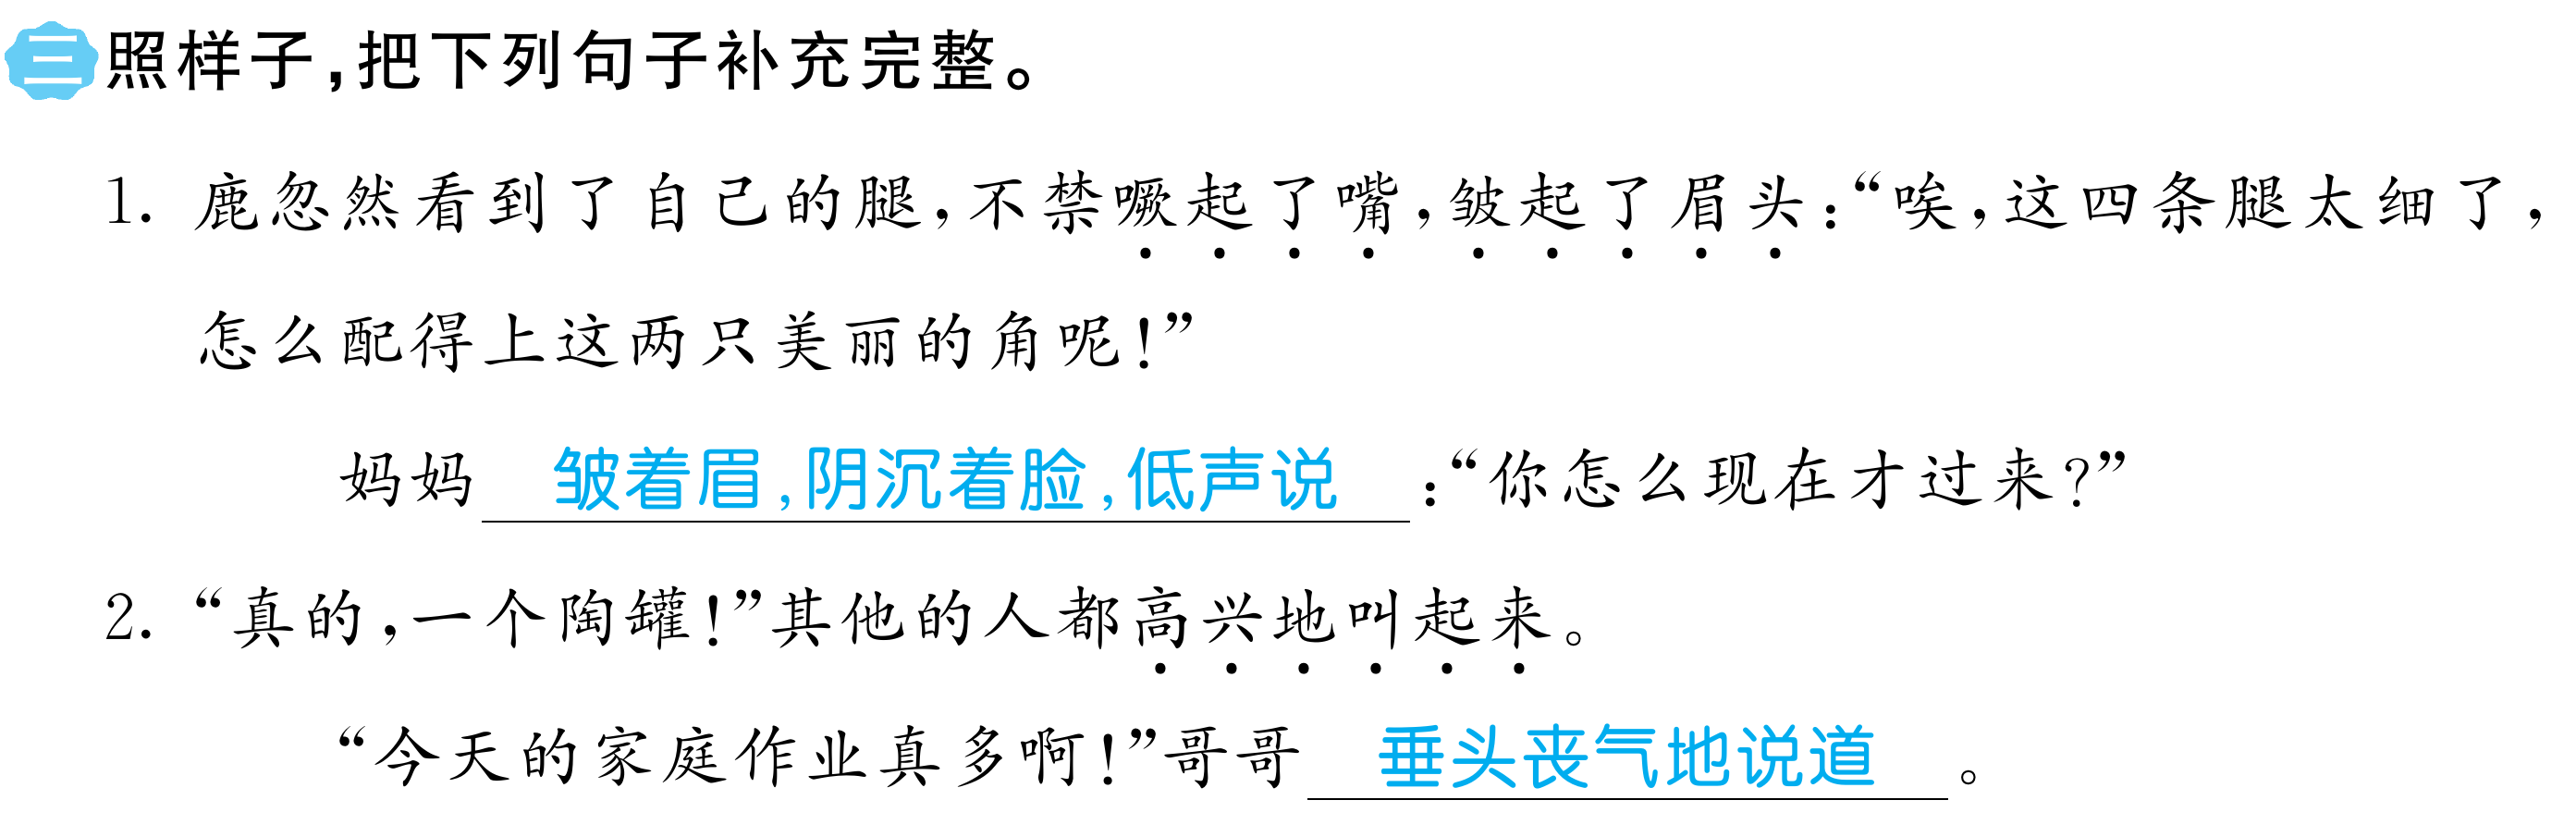 三 照样子,把下列句子补充完整。
1. 鹿忽然看到了自己的腿,不禁噘起了嘴,皱起了眉头:“唉,这四条腿太细了,
怎么配得上这两只美丽的角呢!”
妈妈 皱着眉,阴沉着脸,低声说 :“你怎么现在才过来?”
2. “真的,一个陶罐!”其他的人都高兴地叫起来。
“今天的家庭作业真多啊!”哥哥 垂头丧气地说道 。